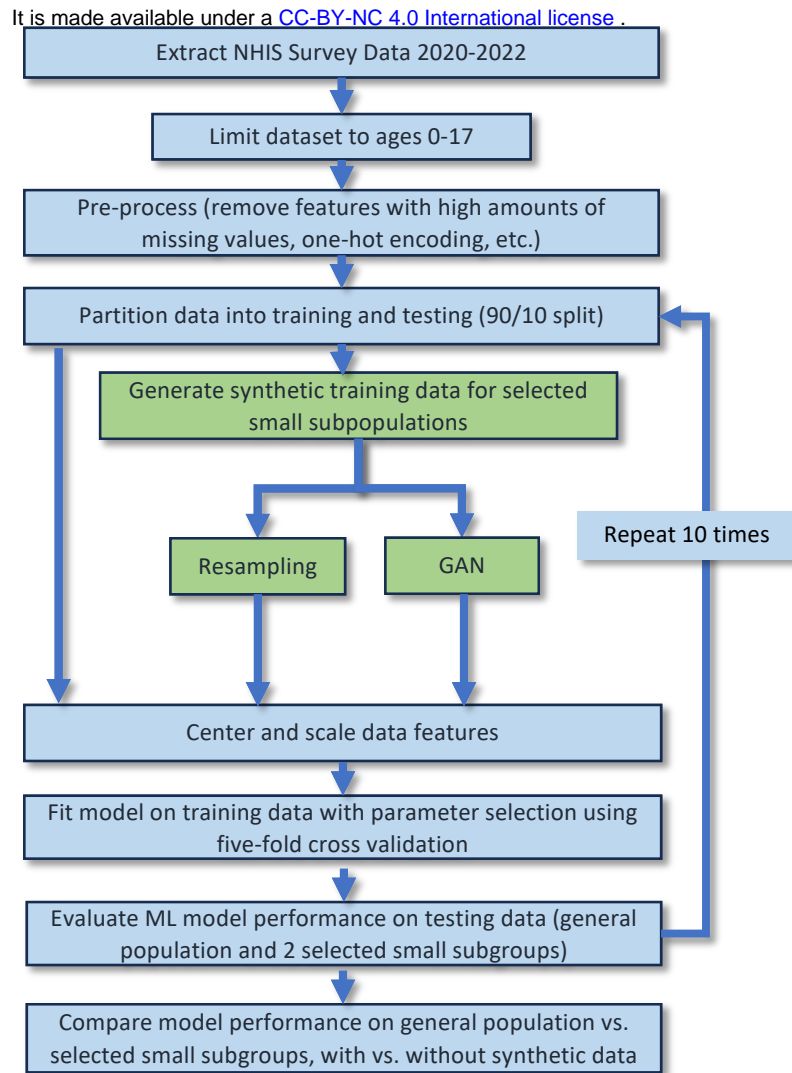 It is made available under a CC-BY-NC 4.0 International license .
Extract NHIS Survey Data 2020-2022
Limit dataset to ages 0-17
Pre-process (remove features with high amounts of
missing values, one-hot encoding, etc.)
Partition data into training and testing (90/10 split)
Generate synthetic training data for selected
small subpopulations
Repeat 10 times
Resampling
GAN
Center and scale data features
Fit model on training data with parameter selection using
five-fold cross validation
Evaluate ML model performance on testing data (general
population and 2 selected small subgroups)
Compare model performance on general population vs.
selected small subgroups, with vs. without synthetic data